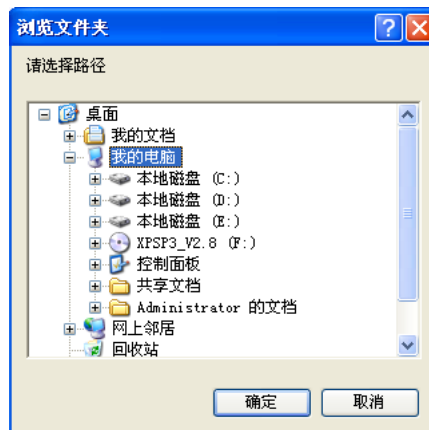 浏览文件夹
请选择路径
桌面
我的文档
我的电脑
本地磁盘 (C:)
本地磁盘 (D:)
本地磁盘 (E:)
XPSP3_V2.8 (F:)
控制面板
共享文档
Administrator 的文档
网上邻居
回收站
确定 取消